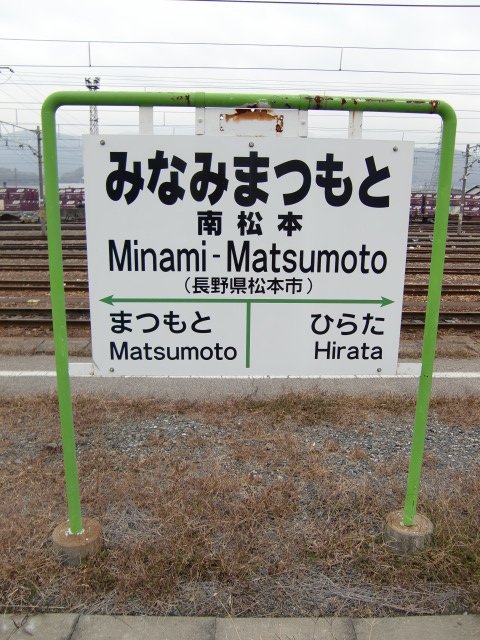 みなみまつもと
南松本
Minami-Matsumoto
(長野県松本市)
まつもと ひらた
Matsumoto Hirata